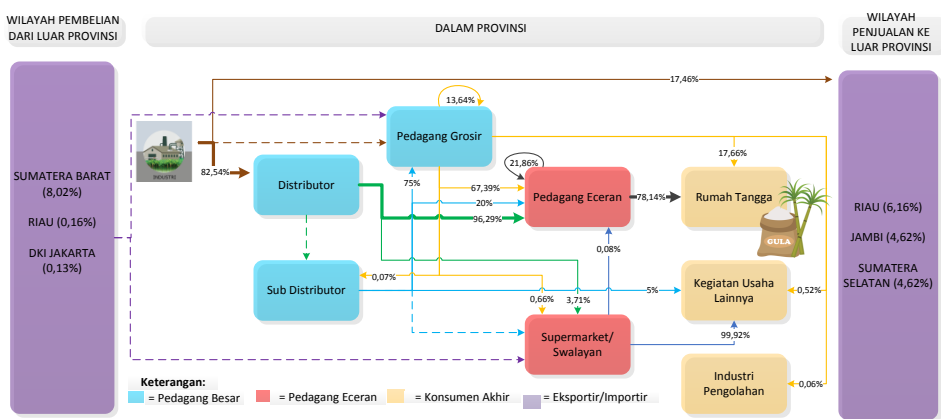 WILAYAH PEMBELIAN
DARI LUAR PROVINSI
DALAM PROVINSI
WILAYAH
PENJUALAN KE
LUAR PROVINSI
SUMATERA BARAT
(8,02%)
RIAU (0,16%)
DKI JAKARTA
(0,13%)
INDUSTRI
82,54%
17,46%
13,64%
Pedagang Grosir
Distributor
Sub Distributor
75%
67,39%
20%
96,29%
21,86%
Pedagang Eceran
78,14%
17,66%
Rumah Tangga
GULA
0,08%
0,07%
0,66%
3,71%
5%
Kegiatan Usaha
Lainnya
0,52%
99,92%
Supermarket/
Swalayan
Industri
Pengolahan
0,06%
RIAU (6,16%)
JAMBI (4,62%)
SUMATERA
SELATAN (4,62%)
Keterangan:
= Pedagang Besar
= Pedagang Eceran
= Konsumen Akhir
= Eksportir/Importir